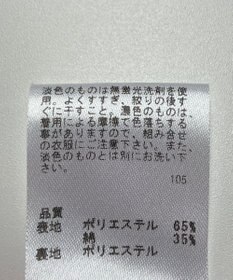 淡色のものは無蛍光洗剤を使
用。よくすすぎ、絞りの後はす
ぐに干すこと。濃色のものは、
着用による摩擦で色落ちする
事がありますので、組み合せ
の衣服にご注意下さい。また
淡色のものとは別にお洗い下
さい。
105
品質
表地 ポリエステル 65%
綿 35%
裏地 ポリエステル